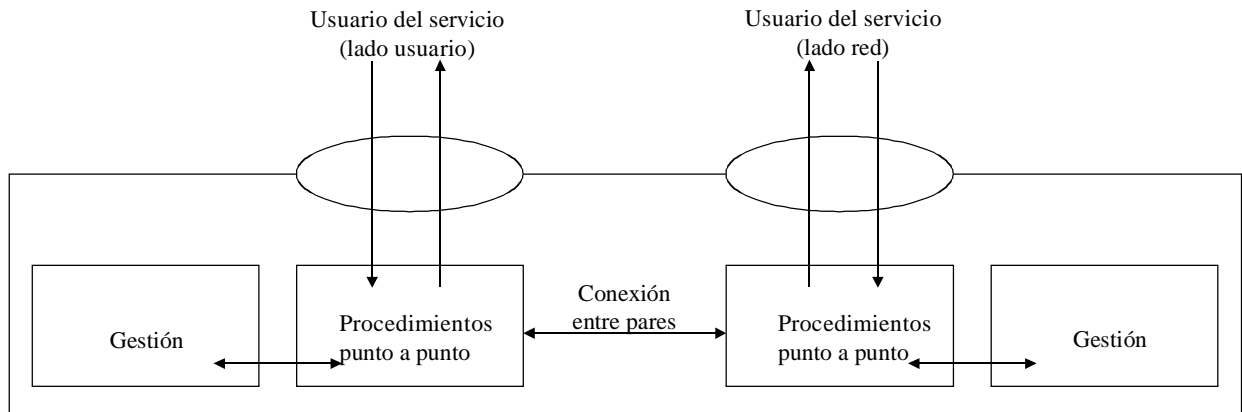 Usuario del servicio
(lado usuario)
Usuario del servicio
(lado red)
Gestión
Procedimientos
punto a punto
Conexión
entre pares
Procedimientos
punto a punto
Gestión